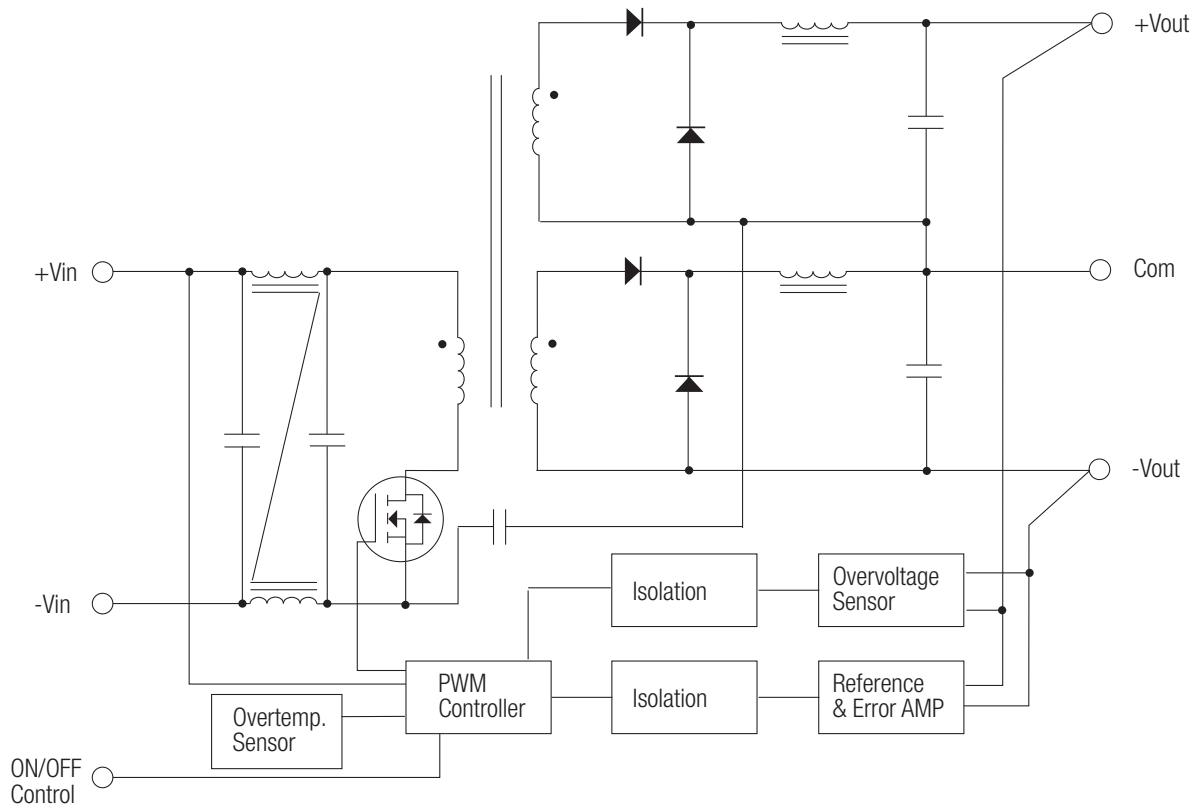 +Vout
+Vin
Com
-Vout
-Vin
Isolation
Overvoltage
Sensor
PWM
Controller
Isolation
Reference
& Error AMP
Overtemp.
Sensor
ON/OFF
Control